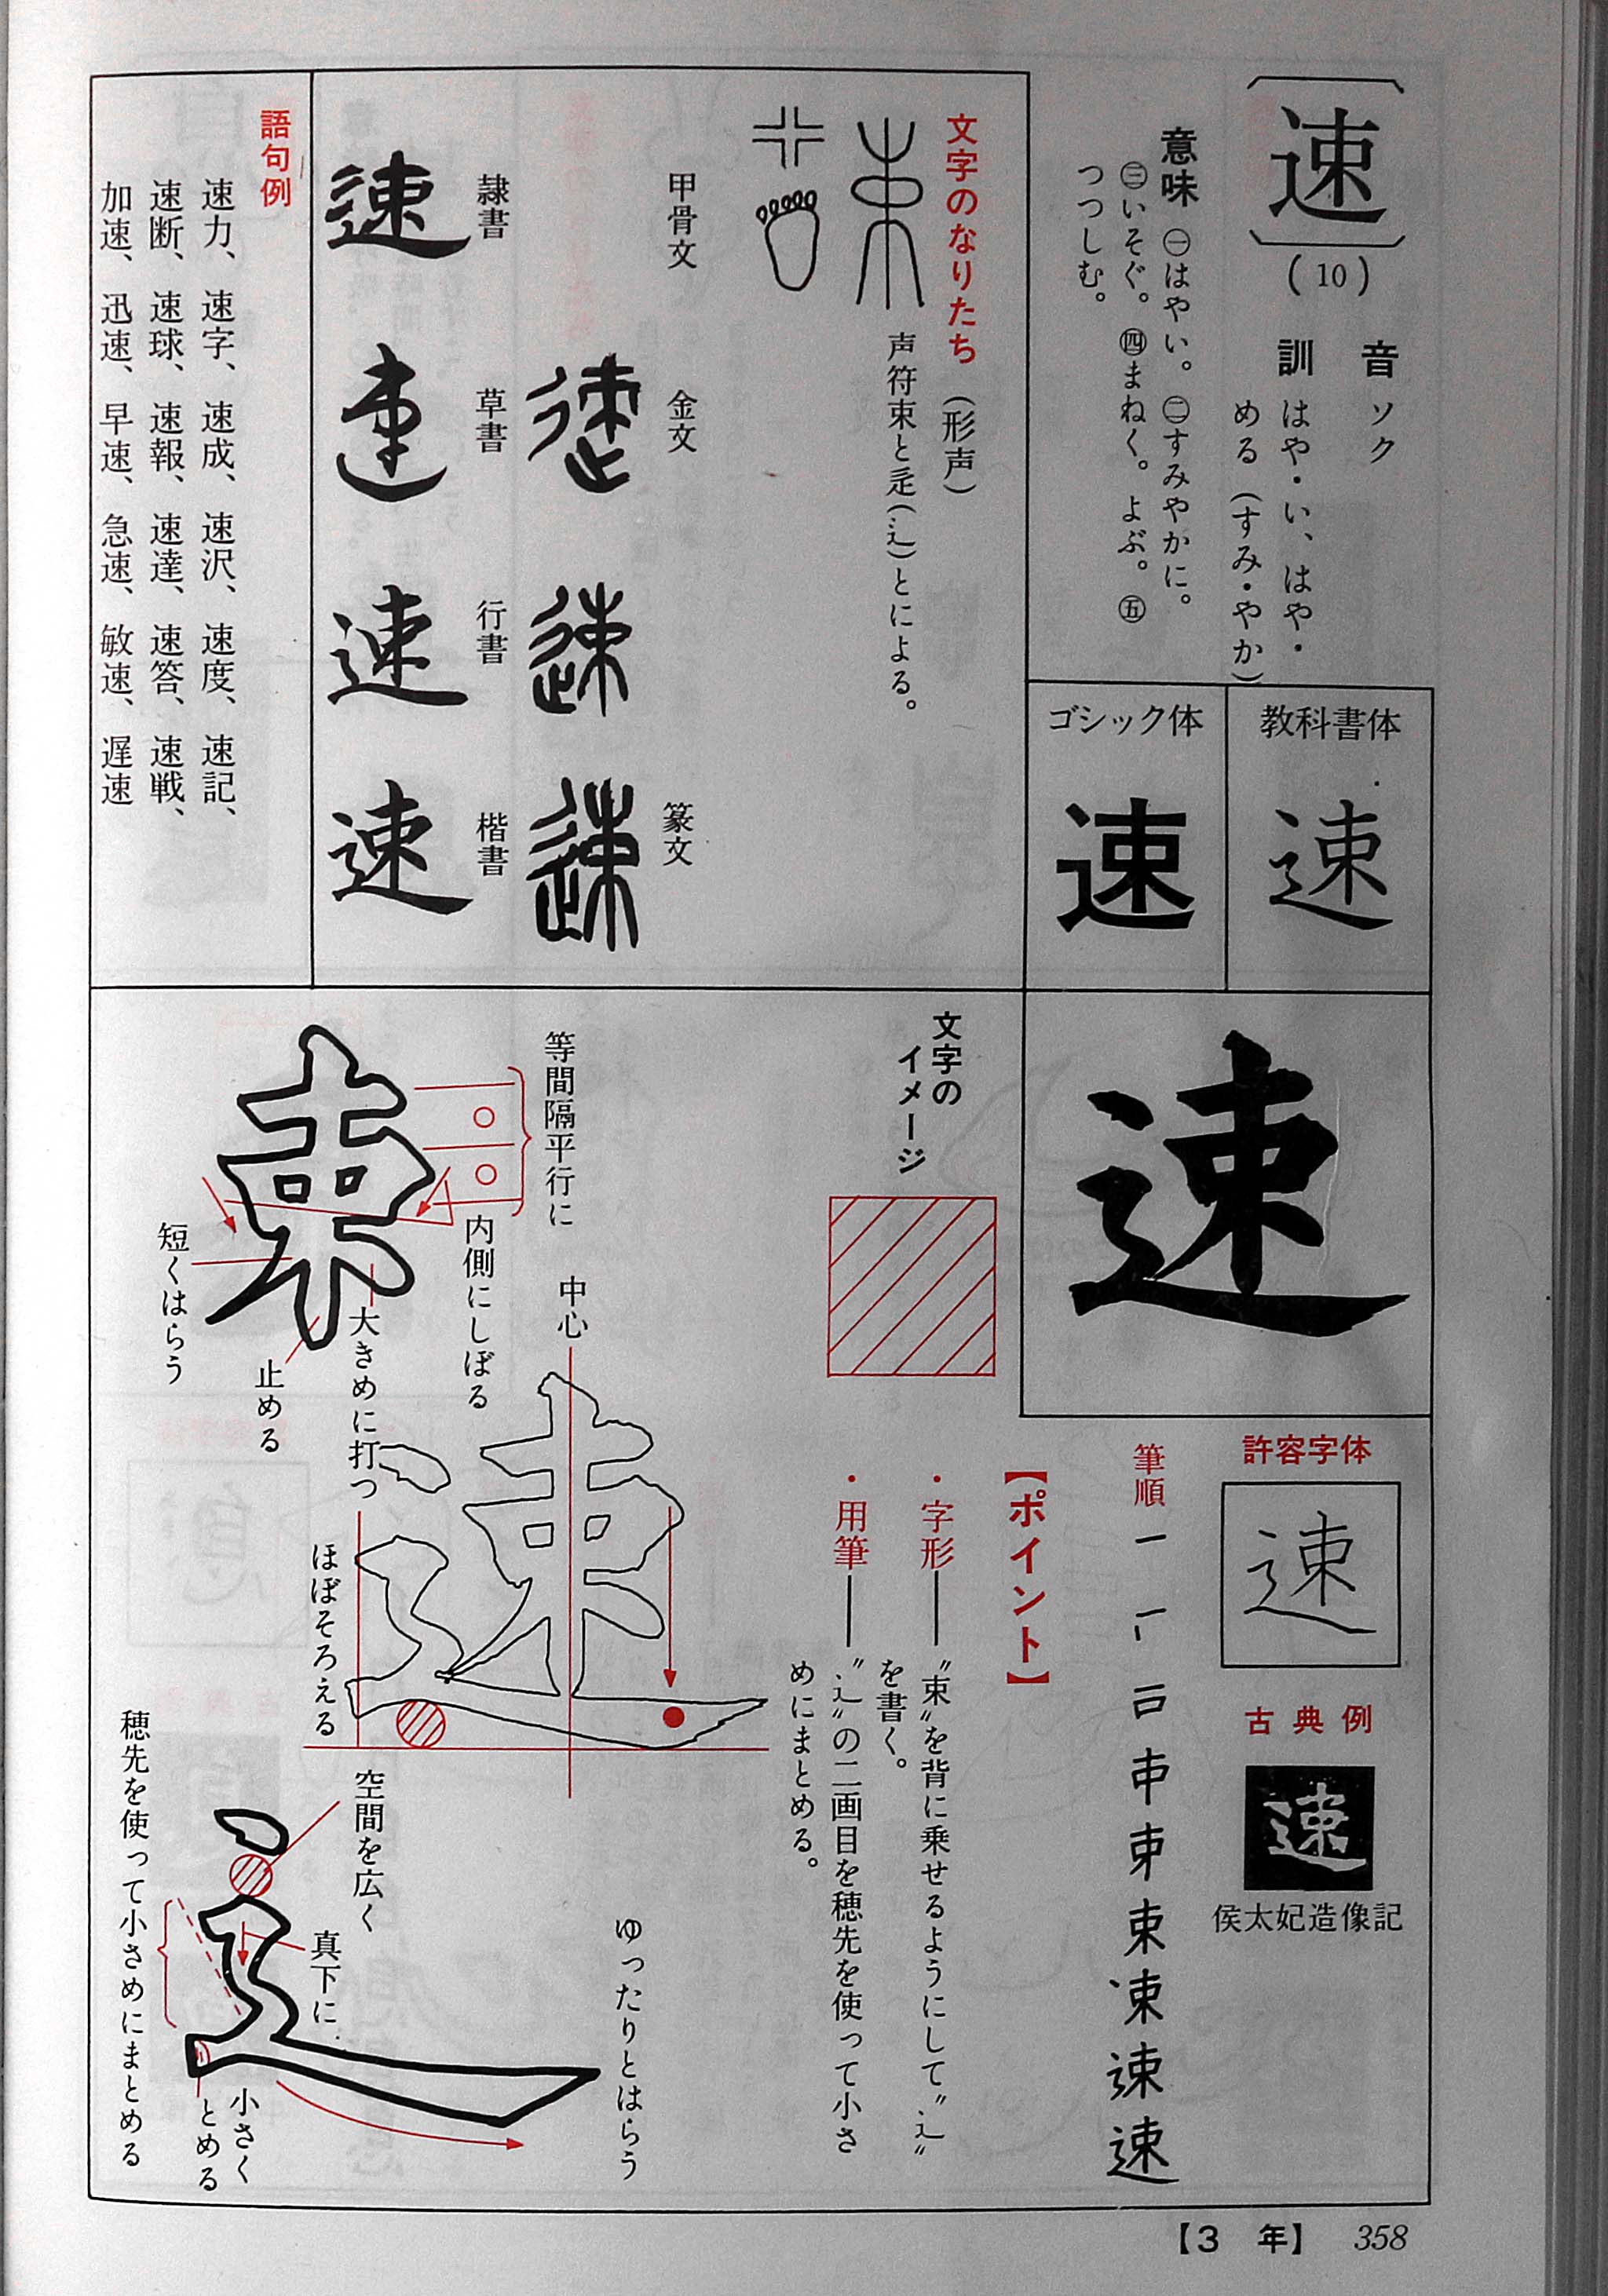 速
(10)
音 ソク
訓 はや・い、はや・
める(すみ・やか)
意味 ㊀はやい。㊁すみやかに。
㊂いそぐ。㊃まねく。よぶ。㊄
つつしむ。
教科書体
速
ゴシック体
速
文字のなりたち(形声)
声符束と辵(⻌)とによる。
甲骨文
金文
篆文
隷書
草書
行書
楷書
速
速
速
速
語句例
速力、速字、速成、速沢、速度、速記、
速断、速球、速報、速達、速答、速戦、
加速、迅速、早速、急速、敏速、遅速
速
許容字体
速
古典例
速
侯太妃造像記
筆順
【ポイント】
・字形──〝束〟を背に乗せるようにして〝⻌〟
を書く。
・用筆──〝⻌〟の二画目を穂先を使って小さ
めにまとめる。
文字の
イメージ
等間隔平行に
内側にしぼる
短くはらう
止める
大きめに打つ
中心
ほぼそろえる
空間を広く
真下に
ゆったりとはらう
小さく
とめる
穂先を使って小さめにまとめる
【3 年】 358